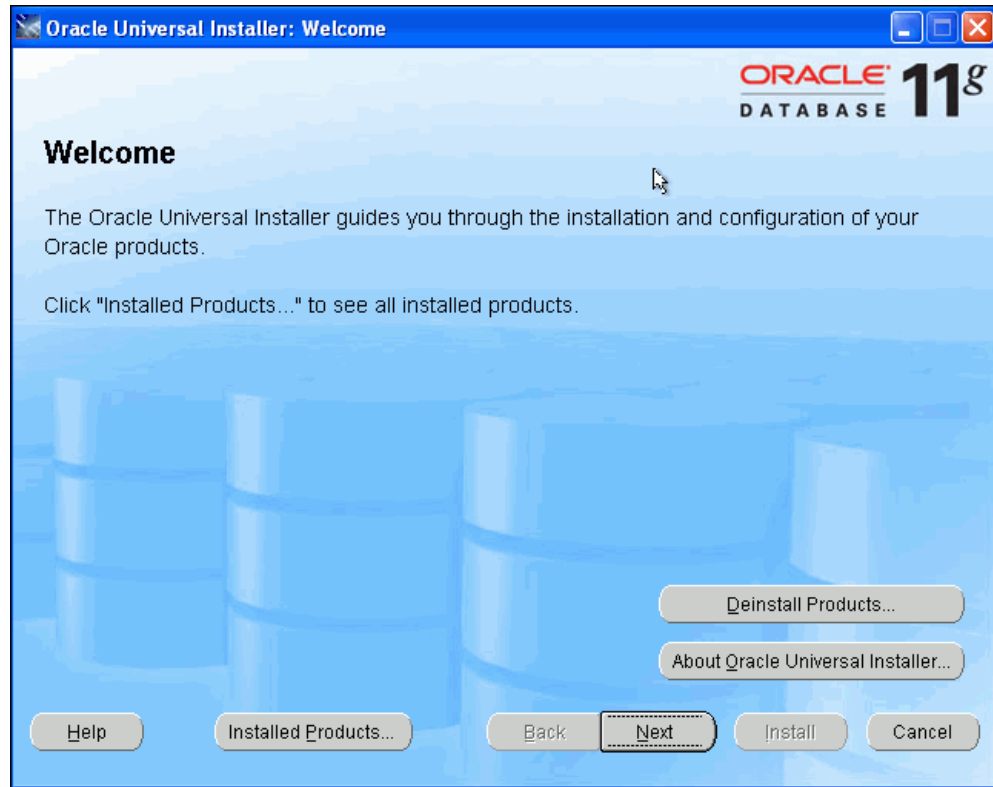 Oracle Universal Installer: Welcome
ORACLE 11g
DATABASE
Welcome
The Oracle Universal Installer guides you through the installation and configuration of your
Oracle products.
Click "Installed Products..." to see all installed products.
Deinstall Products...
About Oracle Universal Installer...
Help Installed Products... Back Next Install Cancel